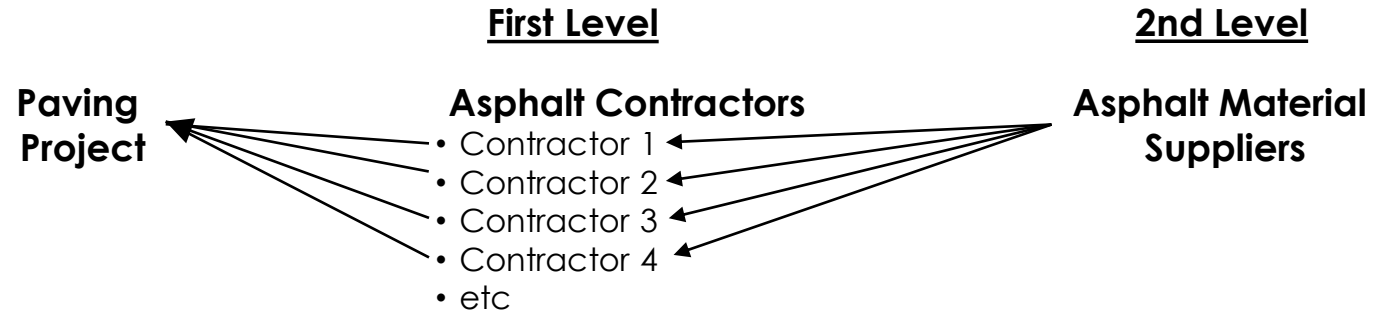 First Level
2nd Level
Paving
Project
Asphalt Contractors
• Contractor 1
• Contractor 2
• Contractor 3
• Contractor 4
• etc
Asphalt Material
Suppliers